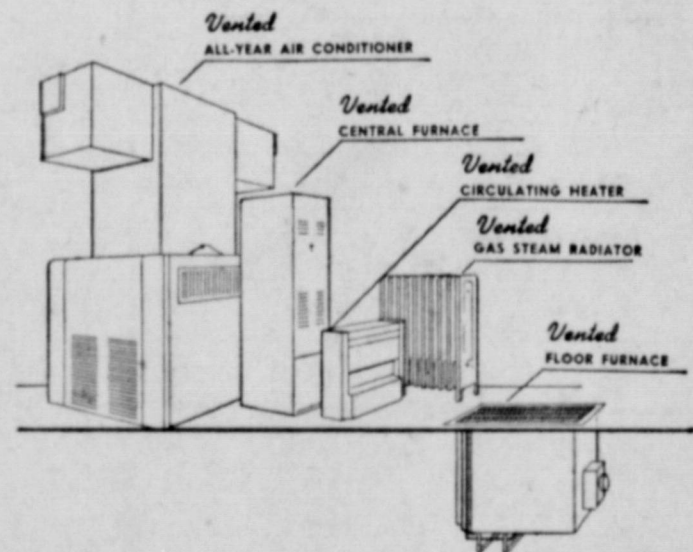 Vented
ALL-YEAR AIR CONDITIONER
Vented
CENTRAL FURNACE
Vented
CIRCULATING HEATER
Vented
GAS STEAM RADIATOR
Vented
FLOOR FURNACE